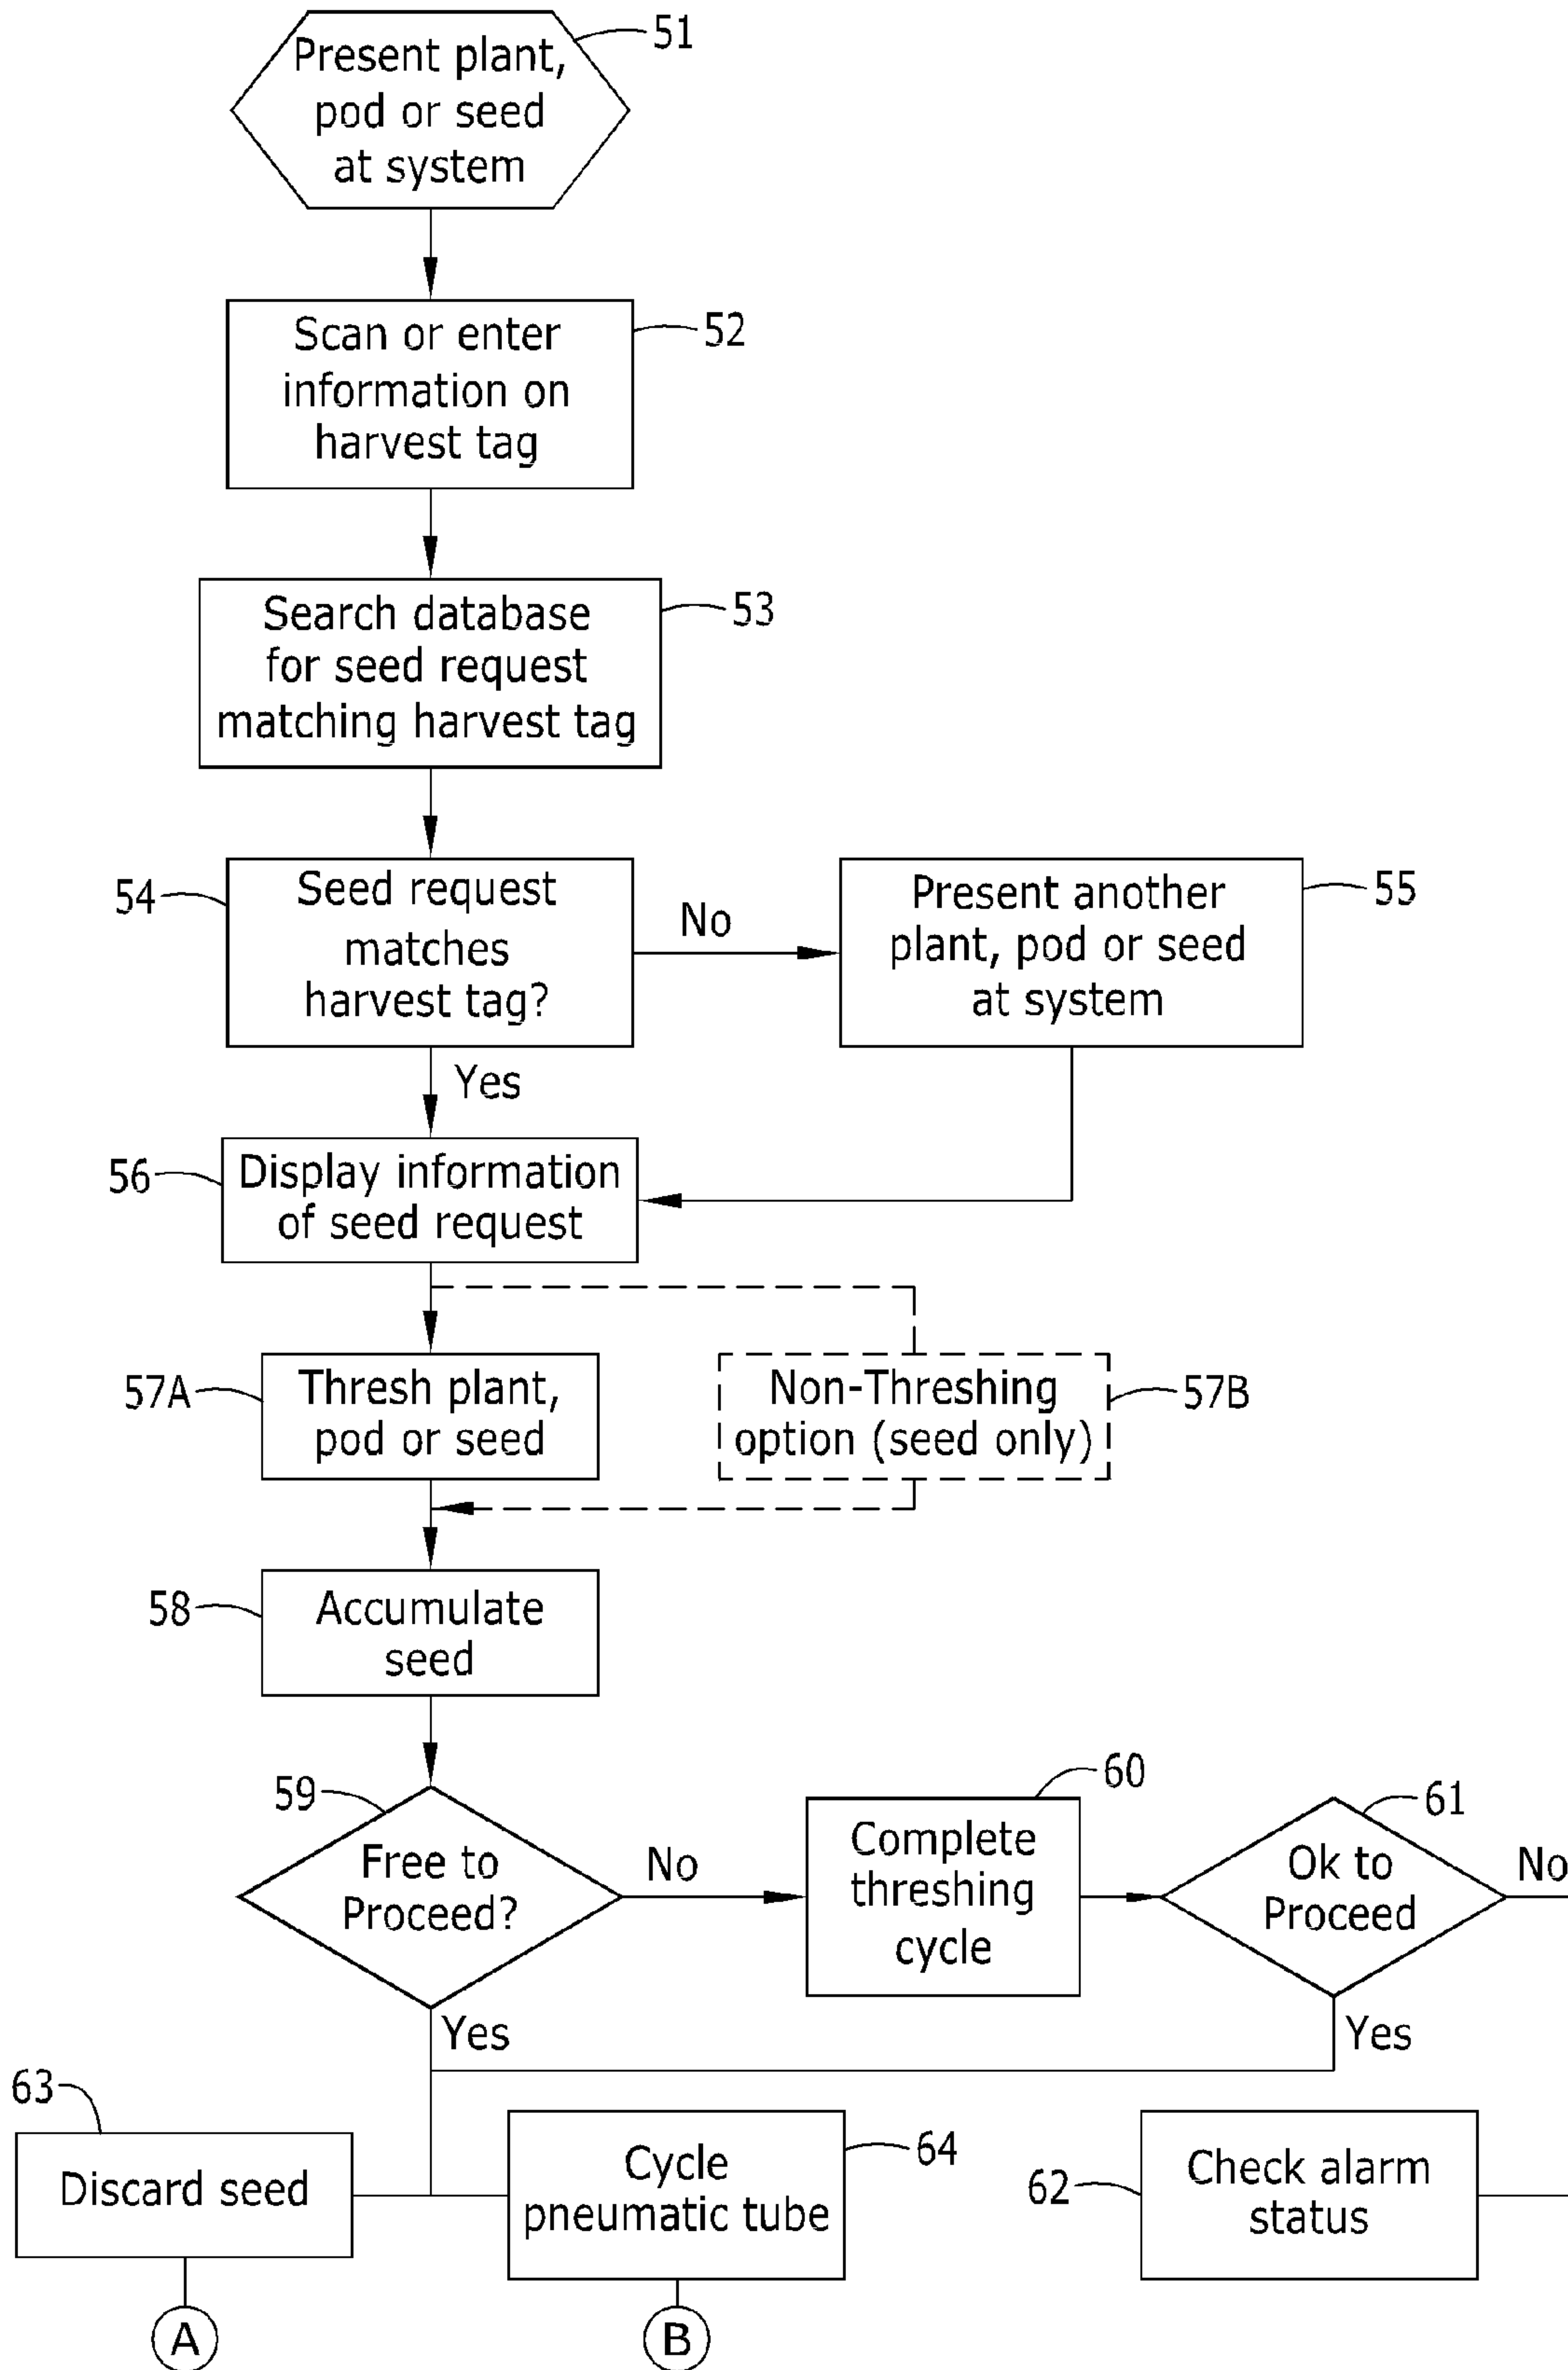 Present plant,
pod or seed
at system
51
Scan or enter
information on
harvest tag
52
Search database
for seed request
matching harvest tag
53
54
Seed request
matches
harvest tag?
No
Present another
plant, pod or seed
at system
55
Yes
56
Display information
of seed request
57A
Thresh plant,
pod or seed
Non-Threshing
option (seed only)
57B
58
Accumulate
seed
59
Free to
Proceed?
No
60
Complete
threshing
cycle
61
Ok to
Proceed
No
Yes
Yes
63
Discard seed
Cycle
pneumatic tube
64
62
Check alarm
status
A
B